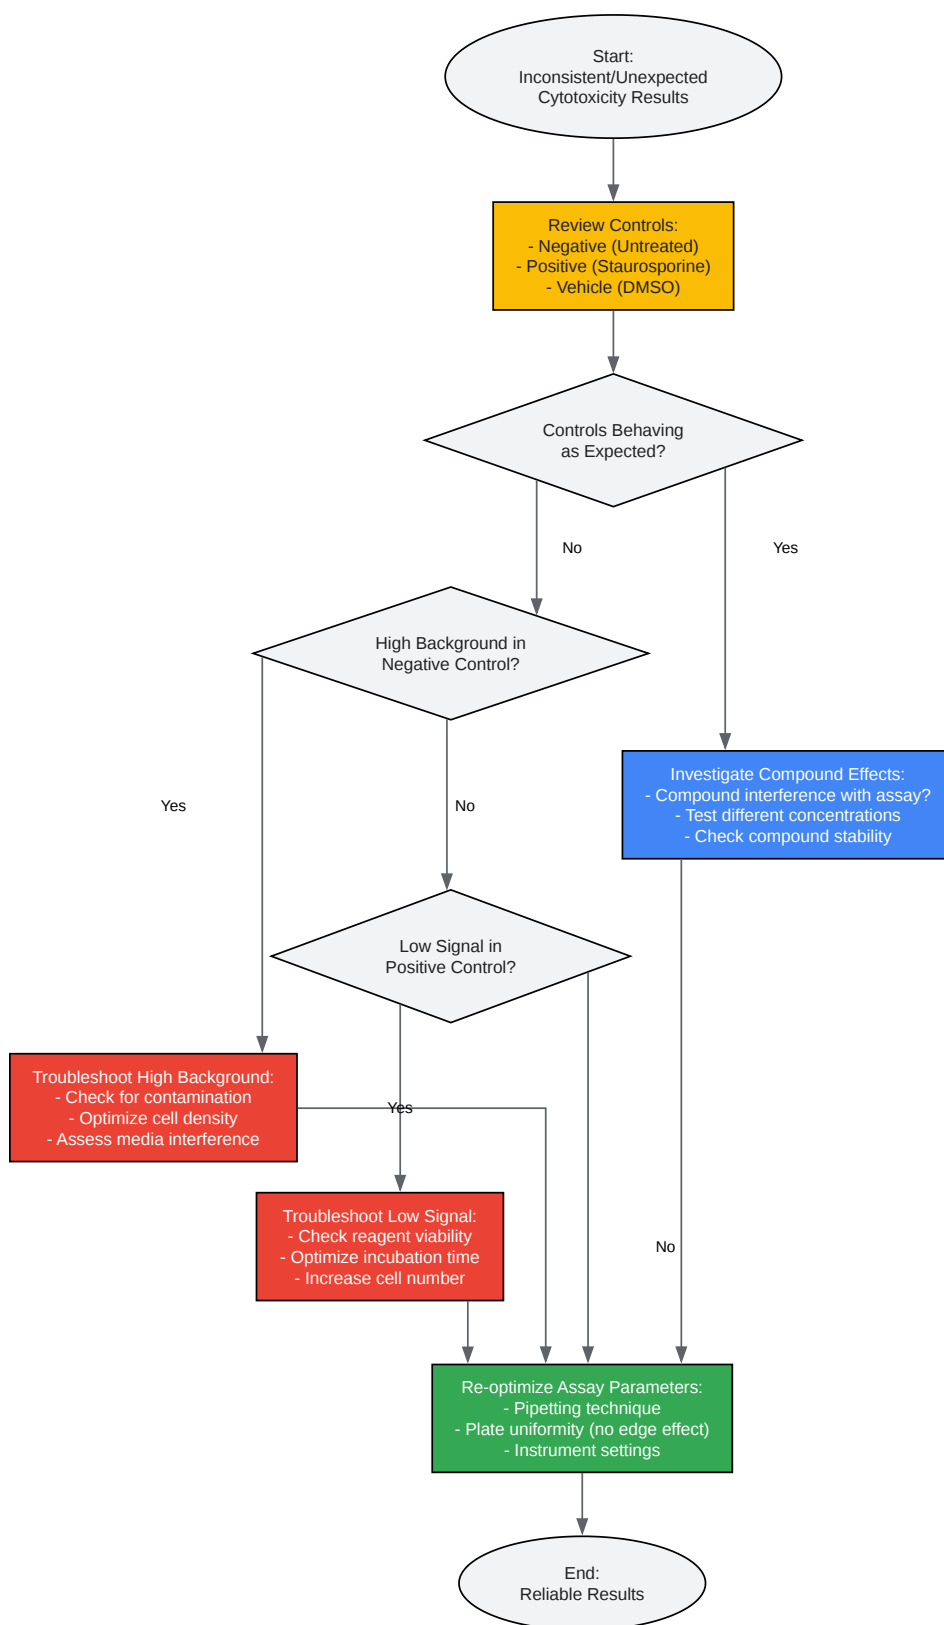 Start:
Inconsistent/Unexpected
Cytotoxicity Results
Review Controls:
- Negative (Untreated)
- Positive (Staurosporine)
- Vehicle (DMSO)
Controls Behaving
as Expected?
No
Yes
High Background in
Negative Control?
Investigate Compound Effects:
- Compound interference with assay?
- Test different concentrations
- Check compound stability
Yes
No
Low Signal in
Positive Control?
Troubleshoot High Background:
- Check for contamination
- Optimize cell density
- Assess media interference
Yes
Troubleshoot Low Signal:
- Check reagent viability
- Optimize incubation time
- Increase cell number
No
Re-optimize Assay Parameters:
- Pipetting technique
- Plate uniformity (no edge effect)
- Instrument settings
End:
Reliable Results